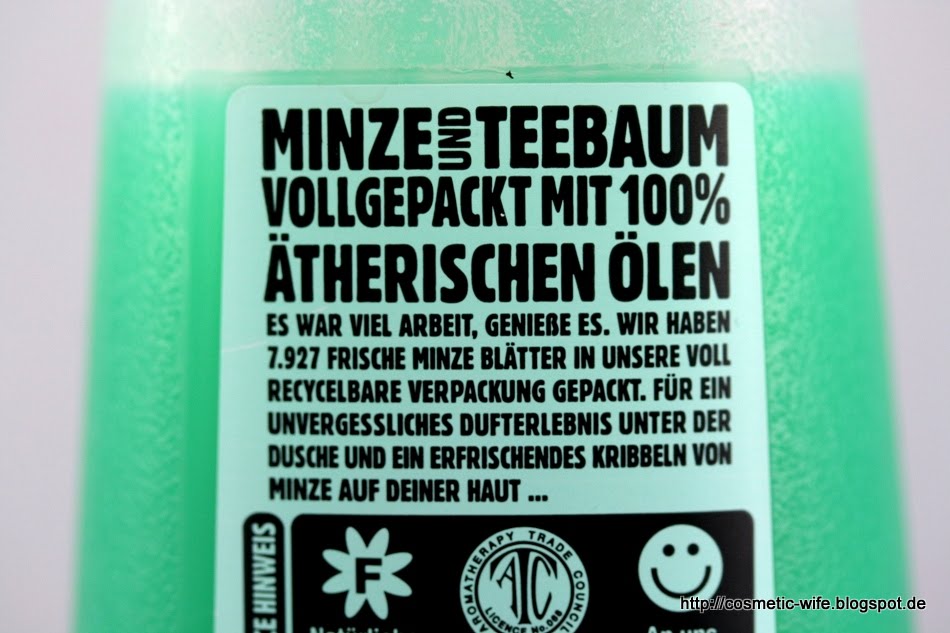 MINZE UND TEEBAUM
VOLLGEPACKT MIT 100%
ÄTHERISCHEN ÖLEN
ES WAR VIEL ARBEIT, GENIEßE ES. WIR HABEN
7.927 FRISCHE MINZE BLÄTTER IN UNSERE VOLL
RECYCELBARE VERPACKUNG GEPACKT. FÜR EIN
UNVERGESSLICHES DUFTERLEBNIS UNTER DER
DUSCHE UND EIN ERFRISCHENDES KRIBBELN VON
MINZE AUF DEINER HAUT ...
HINWEIS
F
AROMATHERAPY TRADE COUNCIL
ATC
LICENCE No.
http://cosmetic-wife.blogspot.de